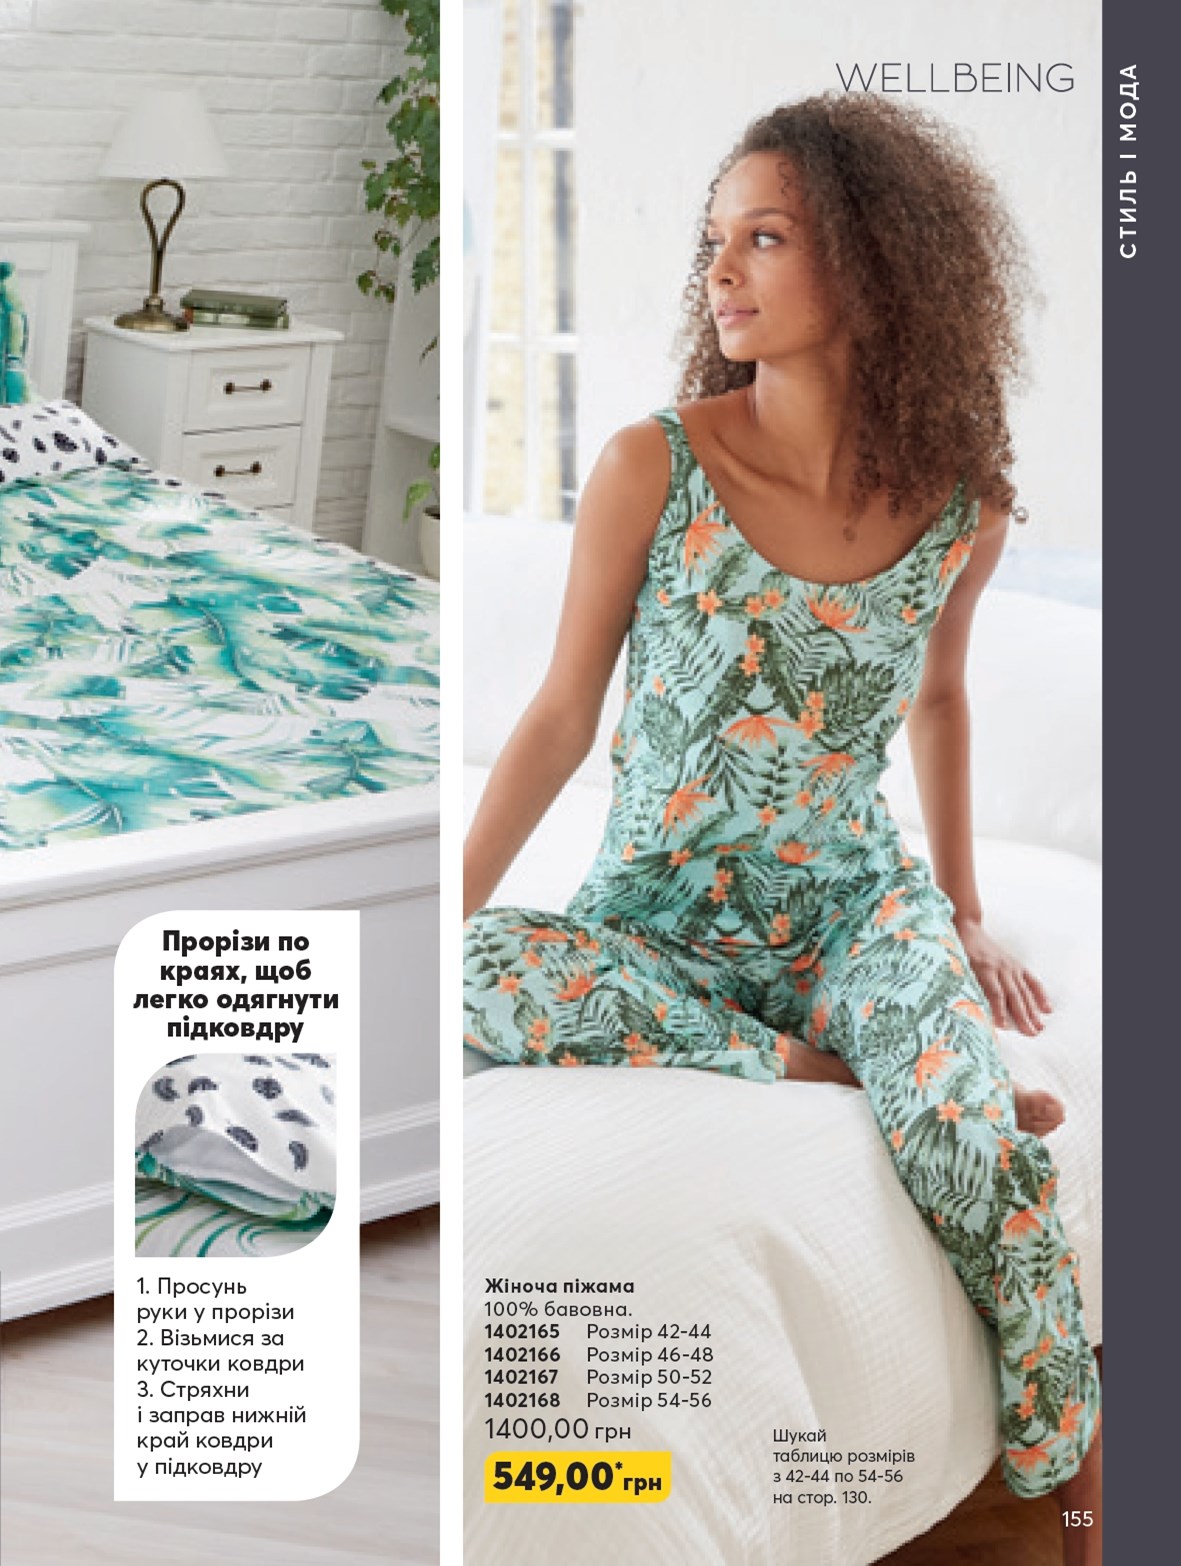 WELLBEING
СТИЛЬ І МОДА
Прорізи по
краях, щоб
легко одягнути
підковдру
1. Просунь
руки у прорізи
2. Візьмися за
куточки ковдри
3. Стряхни
і заправ нижній
край ковдри
у підковдру
Жіноча піжама
100% бавовна.
1402165 Розмір 42-44
1402166 Розмір 46-48
1402167 Розмір 50-52
1402168 Розмір 54-56
1400,00 грн
549,00* грн
Шукай
таблицю розмірів
з 42-44 по 54-56
на стор. 130.
155